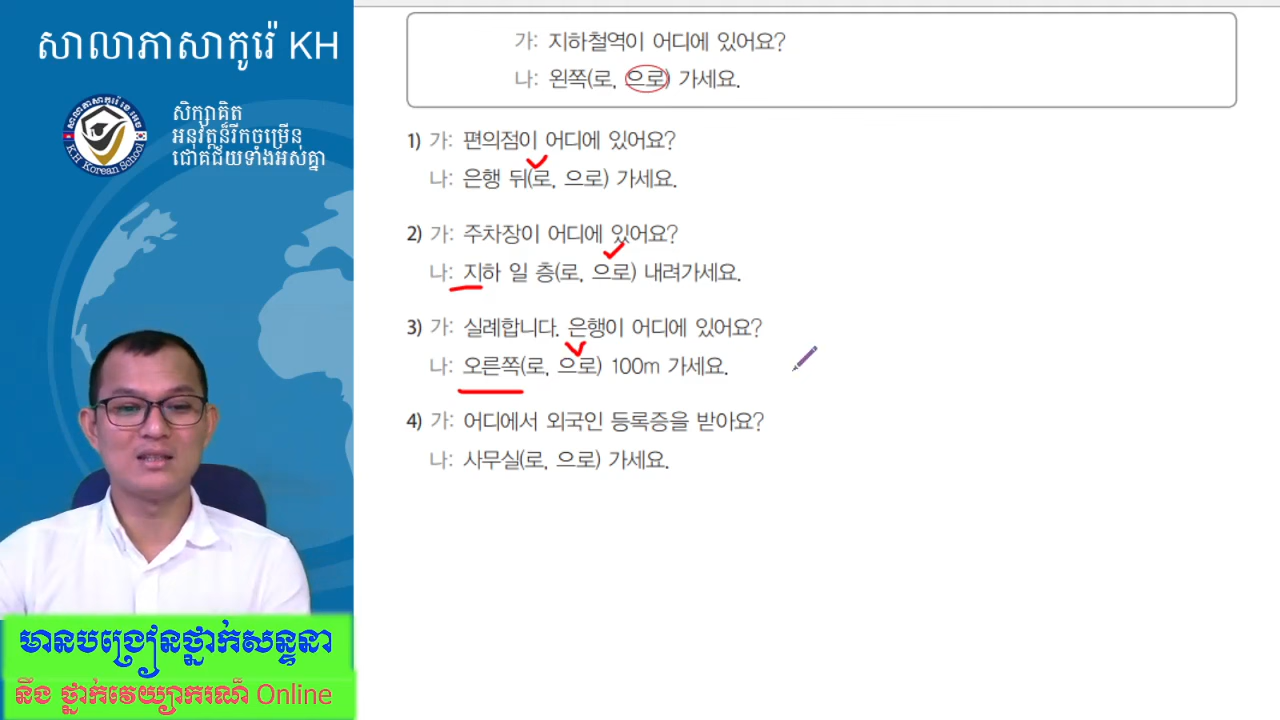 សាលាភាសាកូរ៉េ KH
សិក្សាគិត
អនុវត្តន៏រីកចម្រើន
ជោគជ័យទាំងអស់គ្នា
K.H Korean School
មានបង្រៀនថ្នាក់សន្ទនា
នឹង ថ្នាក់វេយ្យាករណ៏ Online
가: 지하철역이 어디에 있어요?
나: 왼쪽(로, 으로) 가세요.
1) 가: 편의점이 어디에 있어요?
나: 은행 뒤(로, 으로) 가세요.
2) 가: 주차장이 어디에 있어요?
나: 지하 일 층(로, 으로) 내려가세요.
3) 가: 실례합니다. 은행이 어디에 있어요?
나: 오른쪽(로, 으로) 100m 가세요.
4) 가: 어디에서 외국인 등록증을 받아요?
나: 사무실(로, 으로) 가세요.